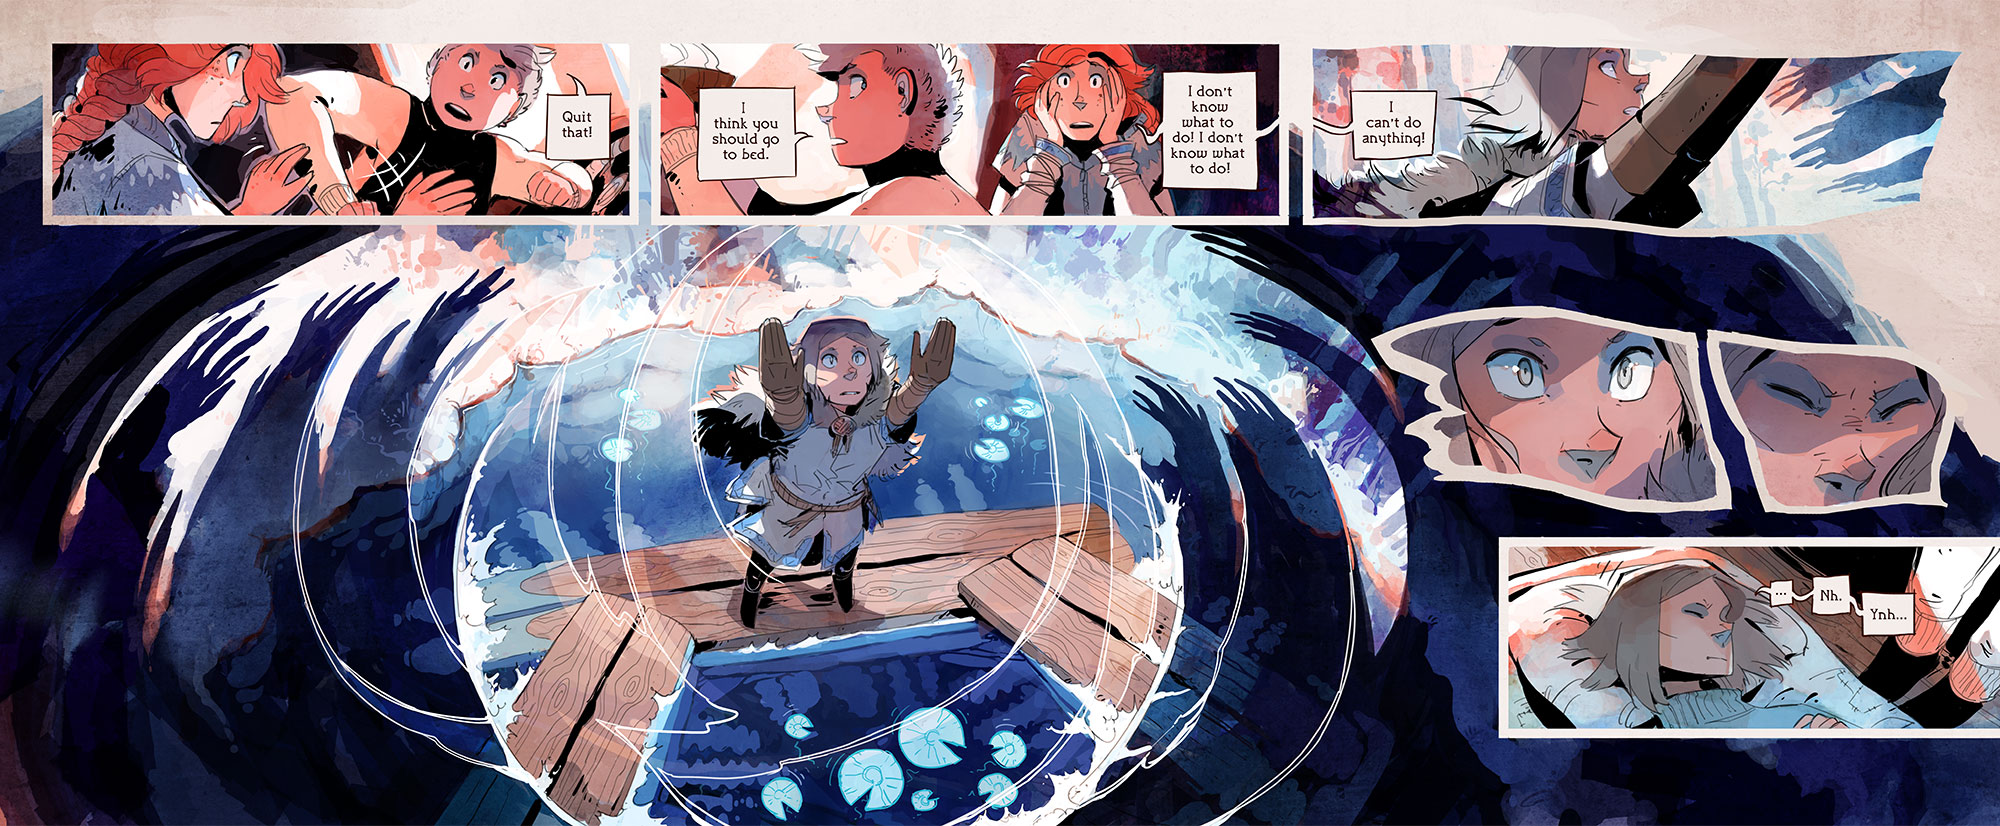 Quit
that!
I
think you
should go
to bed.
I don't
know
what to
do! I don't
know what
to do!
I
can't do
anything!
...
Nh.
Ynh...